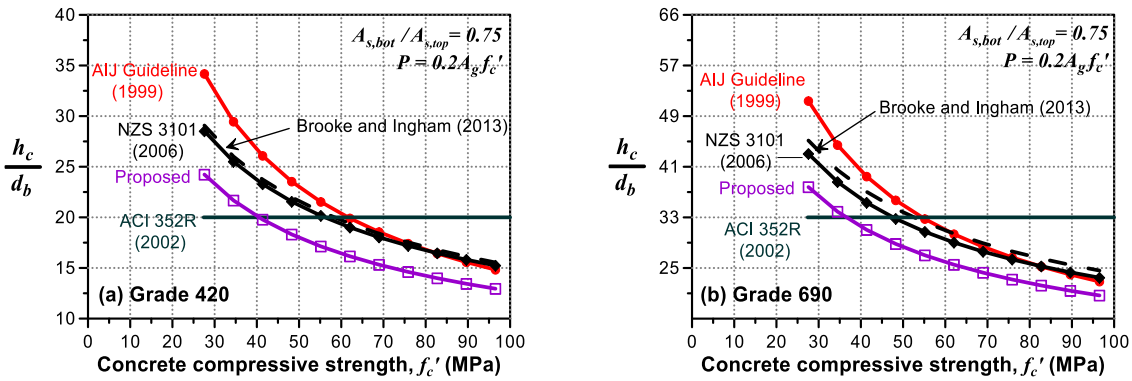 45
40
35
30
25
20
15
10
h_c
d_b
A_{s,bot} / A_{s,top} = 0.75
P = 0.2A_g f_c'
AIJ Guideline
(1999)
Brooke and Ingham (2013)
NZS 3101
(2006)
Proposed
ACI 352R
(2002)
(a) Grade 420
0 10 20 30 40 50 60 70 80 90 100
Concrete compressive strength, f_c' (MPa)
66
57
49
41
33
25
h_c
d_b
A_{s,bot} / A_{s,top} = 0.75
P = 0.2A_g f_c'
AIJ Guideline
(1999)
Brooke and Ingham (2013)
NZS 3101
(2006)
Proposed
ACI 352R
(2002)
(b) Grade 690
0 10 20 30 40 50 60 70 80 90 100
Concrete compressive strength, f_c' (MPa)